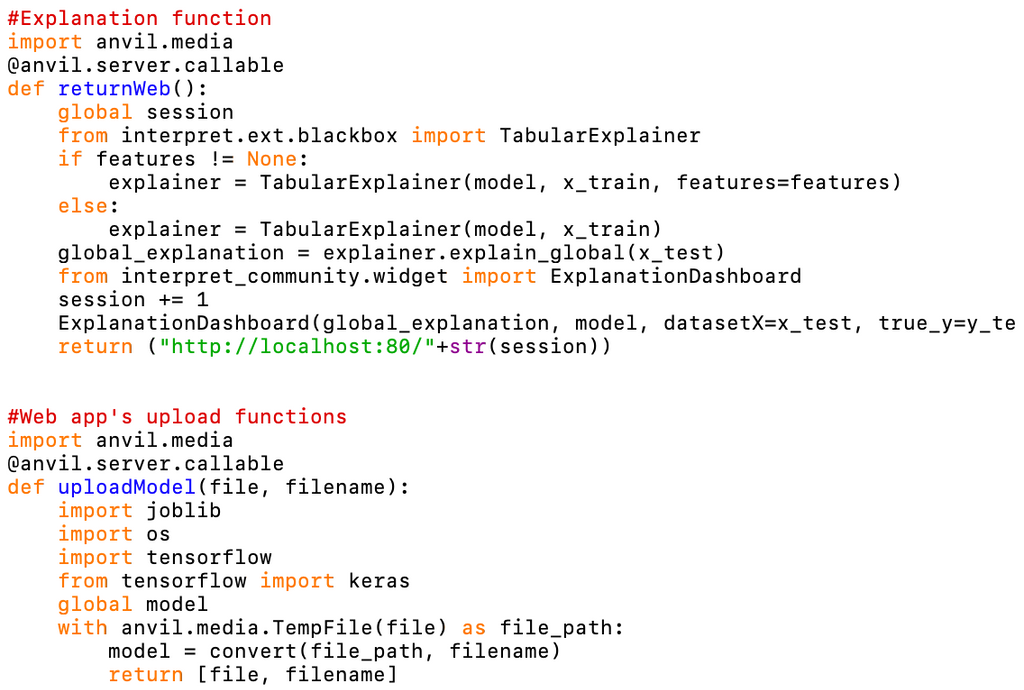 #Explanation function
import anvil.media
@anvil.server.callable
def returnWeb():
    global session
    from interpret.ext.blackbox import TabularExplainer
    if features != None:
        explainer = TabularExplainer(model, x_train, features=features)
    else:
        explainer = TabularExplainer(model, x_train)
    global_explanation = explainer.explain_global(x_test)
    from interpret_community.widget import ExplanationDashboard
    session += 1
    ExplanationDashboard(global_explanation, model, datasetX=x_test, true_y=y_te
    return ("http://localhost:80/"+str(session))
#Web app's upload functions
import anvil.media
@anvil.server.callable
def uploadModel(file, filename):
    import joblib
    import os
    import tensorflow
    from tensorflow import keras
    global model
    with anvil.media.TempFile(file) as file_path:
        model = convert(file_path, filename)
        return [file, filename]